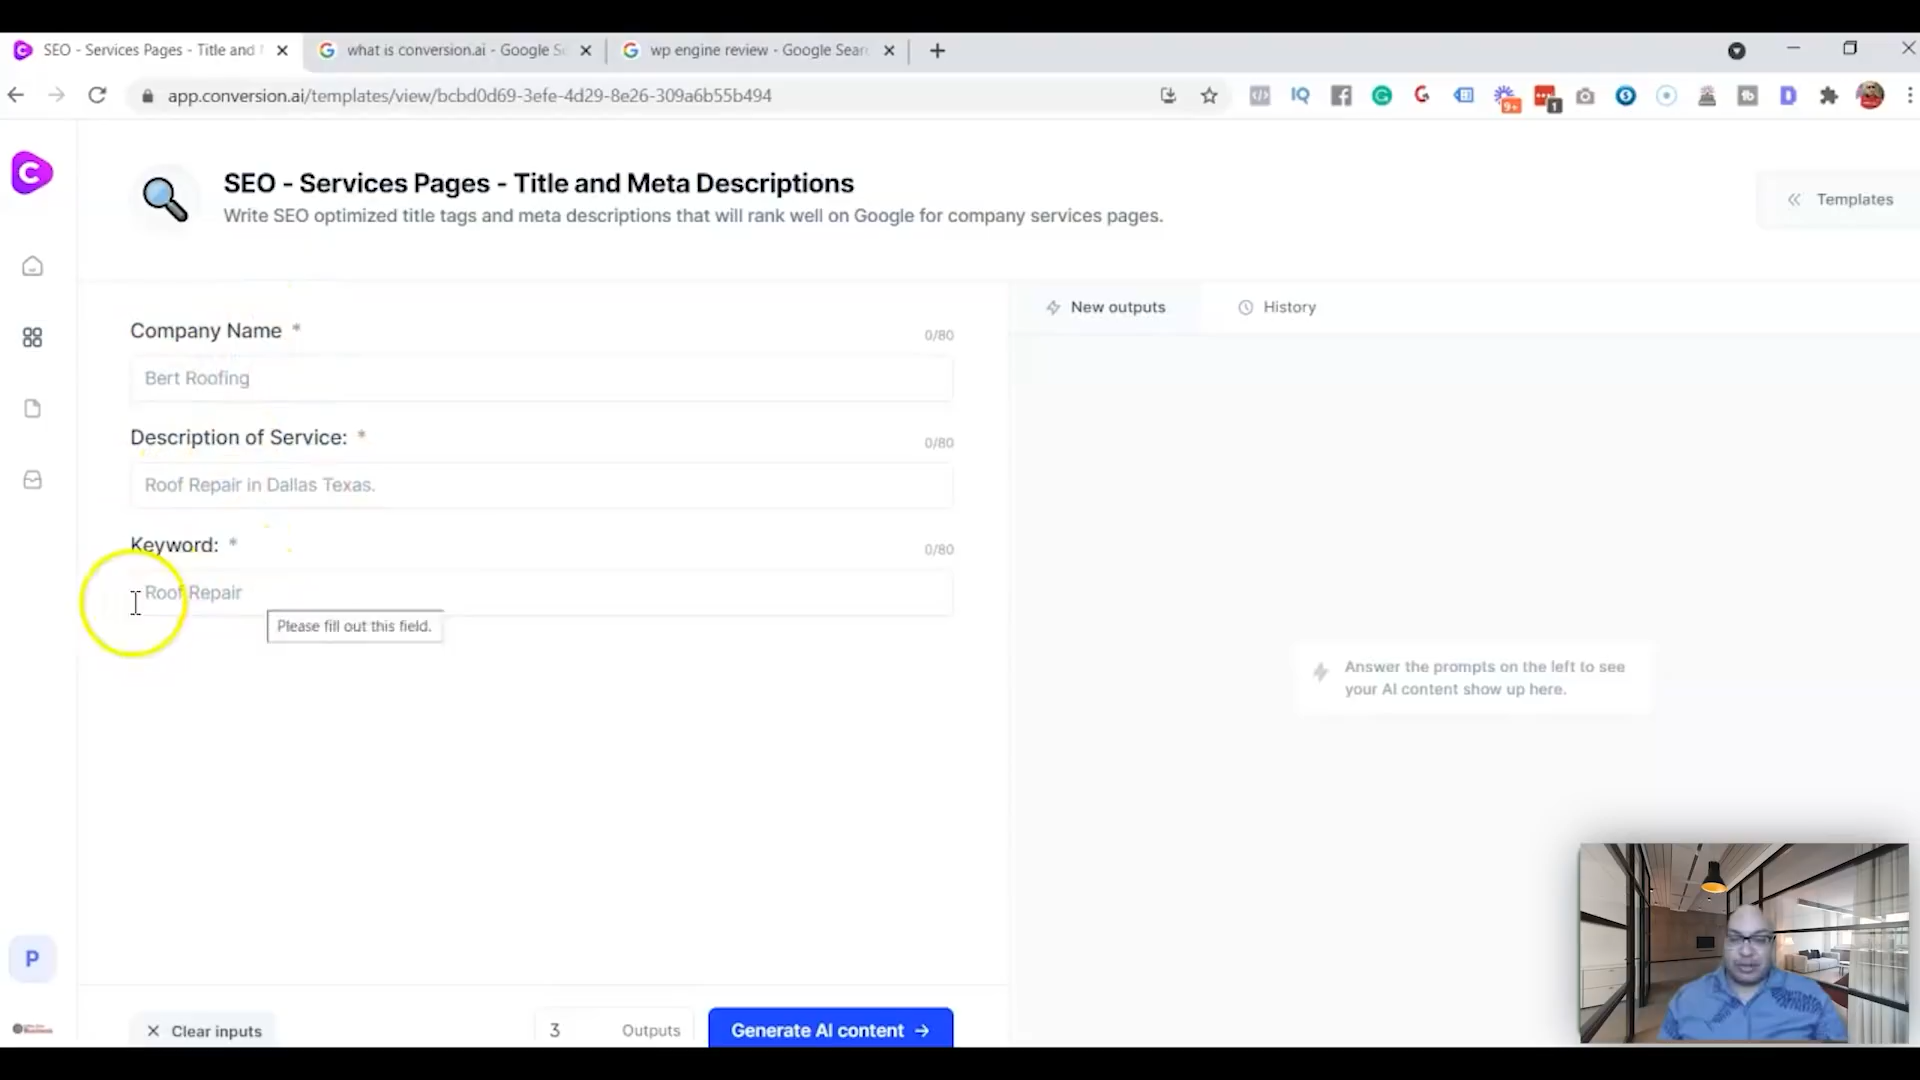 SEO - Services Pages - Title and
what is conversion.ai - Google Se
wp engine review - Google Sear
app.conversion.ai/templates/view/bcbd0d69-3efe-4d29-8e26-309a6b55b494
IQ
9+
1
SEO - Services Pages - Title and Meta Descriptions
Write SEO optimized title tags and meta descriptions that will rank well on Google for company services pages.
Templates
Company Name *
0/80
Bert Roofing
Description of Service: *
0/80
Roof Repair in Dallas Texas.
Keyword: *
0/80
Roof Repair
Please fill out this field.
New outputs
History
Answer the prompts on the left to see
your AI content show up here.
P
Clear inputs
3 Outputs
Generate AI content